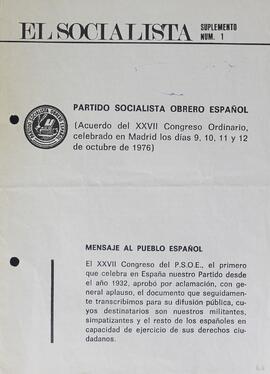 EL SOCIALISTA
SUPLEMENTO
NUM. 1
PARTIDO SOCIALISTA OBRERO ESPAÑOL
(Acuerdo del XXVII Congreso Ordinario,
celebrado en Madrid los días 9, 10, 11 y 12
de octubre de 1976)
MENSAJE AL PUEBLO ESPAÑOL
El XXVII Congreso del P.S.O.E., el primero
que celebra en España nuestro Partido desde
el año 1932, aprobó por aclamación, con ge-
neral aplauso, el documento que seguidamen-
te transcribimos para su difusión pública, cu-
yos destinatarios son nuestros militantes,
simpatizantes y el resto de los españoles en
capacidad de ejercicio de sus derechos ciu-
dadanos.